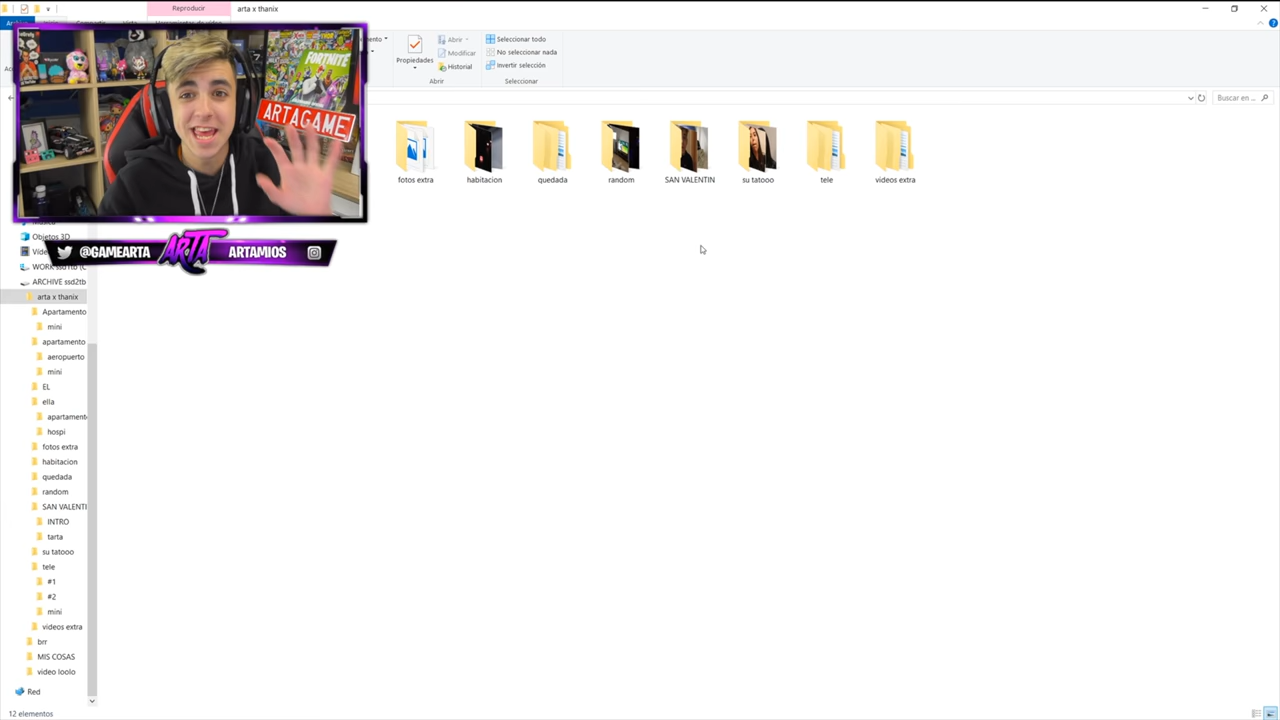 Reproducir
arta x thanix
Abrir
Seleccionar todo
Propiedades
Modificar
No seleccionar nada
Historial
Invertir selección
Abrir
Seleccionar
Buscar en ...
FORTNITE
ARTAGAME
fotos extra
habitacion
quedada
random
SAN VALENTIN
su tatooo
tele
videos extra
Objetos 3D
@GAMEARTA
ARTA
ARTAMIOS
ARCHIVE ssd2tb
arta x thanix
Apartamento
mini
apartamento
aeropuerto
mini
EL
ella
apartament
hospi
fotos extra
habitacion
quedada
random
SAN VALENTI
INTRO
tarta
su tatooo
tele
#1
#2
mini
videos extra
brr
MIS COSAS
video loolo
Red
12 elementos